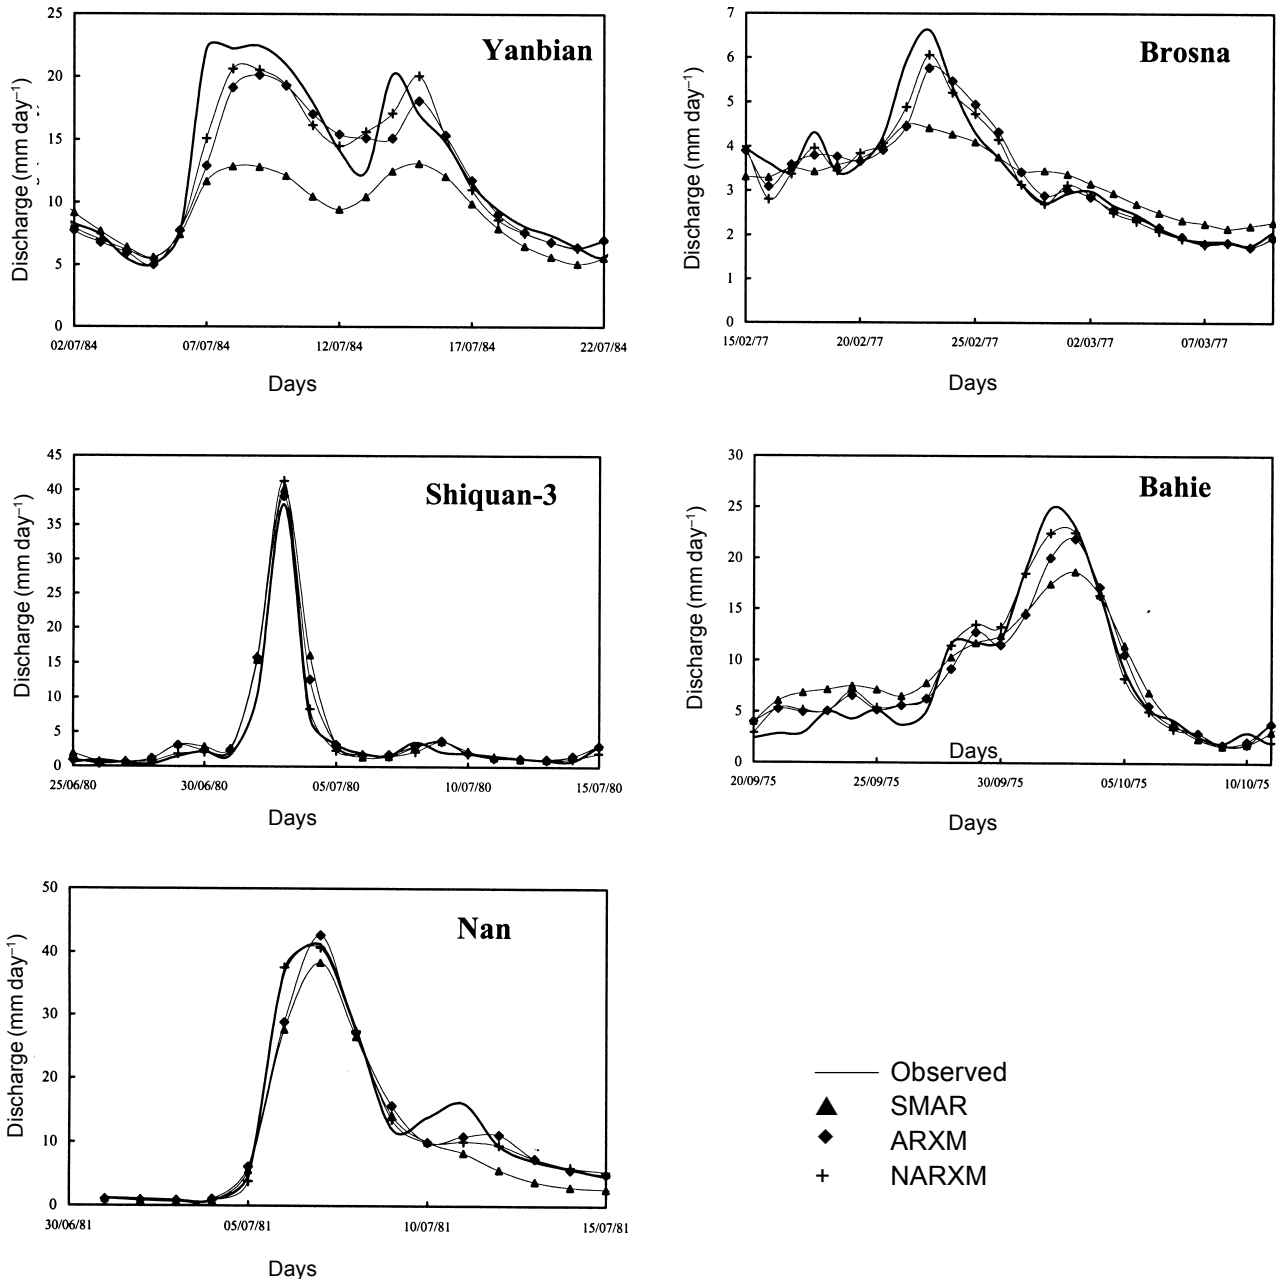 Yanbian
Discharge (mm day⁻¹)
25
20
15
10
5
0
02/07/84 07/07/84 12/07/84 17/07/84 22/07/84
Days
Brosna
Discharge (mm day⁻¹)
7
6
5
4
3
2
1
0
15/02/77 20/02/77 25/02/77 02/03/77 07/03/77
Days
Shiquan-3
Discharge (mm day⁻¹)
45
40
35
30
25
20
15
10
5
0
25/06/80 30/06/80 05/07/80 10/07/80 15/07/80
Days
Bahie
Discharge (mm day⁻¹)
30
25
20
15
10
5
0
Days
20/09/75 25/09/75 30/09/75 05/10/75 10/10/75
Days
Nan
Discharge (mm day⁻¹)
50
40
30
20
10
0
30/06/81 05/07/81 10/07/81 15/07/81
Days
Observed
SMAR
ARXM
NARXM